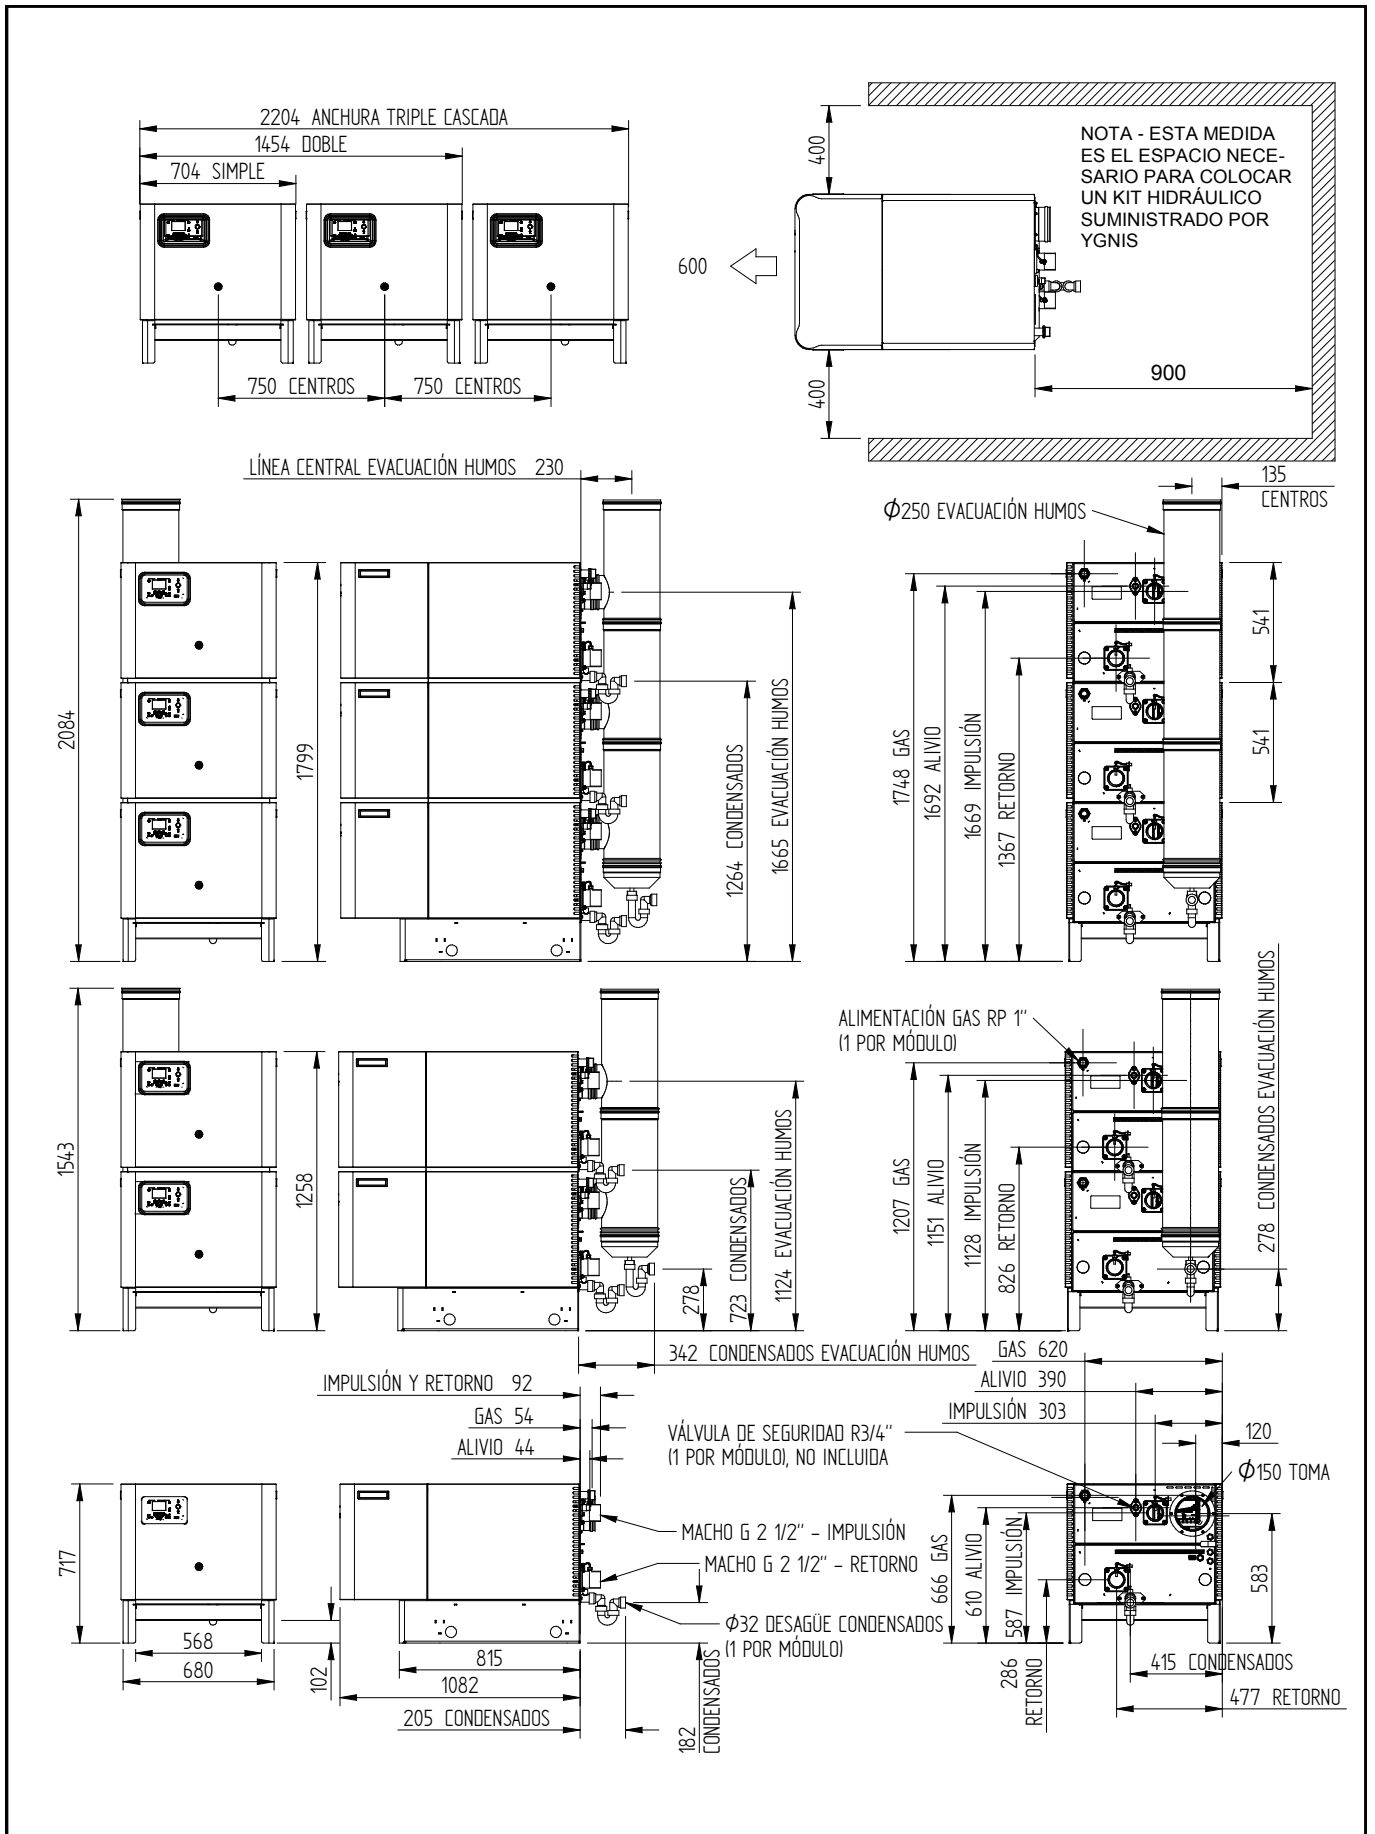 2204 ANCHURA TRIPLE CASCADA
1454 DOBLE
704 SIMPLE
750 CENTROS
750 CENTROS
400
NOTA - ESTA MEDIDA
ES EL ESPACIO NECE-
SARIO PARA COLOCAR
UN KIT HIDRÁULICO
SUMINISTRADO POR
YGNIS
600
900
400
LÍNEA CENTRAL EVACUACIÓN HUMOS 230
135
CENTROS
Φ250 EVACUACIÓN HUMOS
2084
1799
1264 CONDENSADOS
1665 EVACUACIÓN HUMOS
1748 GAS
1692 ALIVIO
1669 IMPULSIÓN
1367 RETORNO
541
541
ALIMENTACIÓN GAS RP 1"
(1 POR MÓDULO)
1543
1258
278
723 CONDENSADOS
1124 EVACUACIÓN HUMOS
1207 GAS
1151 ALIVIO
1128 IMPULSIÓN
826 RETORNO
278 CONDENSADOS EVACUACIÓN HUMOS
342 CONDENSADOS EVACUACIÓN HUMOS
GAS 620
ALIVIO 390
IMPULSIÓN 303
120
Φ150 TOMA
IMPULSIÓN Y RETORNO 92
GAS 54
ALIVIO 44
VÁLVULA DE SEGURIDAD R3/4"
(1 POR MÓDULO), NO INCLUIDA
MACHO G 2 1/2" - IMPULSIÓN
MACHO G 2 1/2" - RETORNO
Φ32 DESAGÜE CONDENSADOS
(1 POR MÓDULO)
717
568
680
102
815
1082
205 CONDENSADOS
182
CONDENSADOS
666 GAS
610 ALIVIO
587 IMPULSIÓN,
286
RETORNO
583
415 CONDENSADOS
477 RETORNO